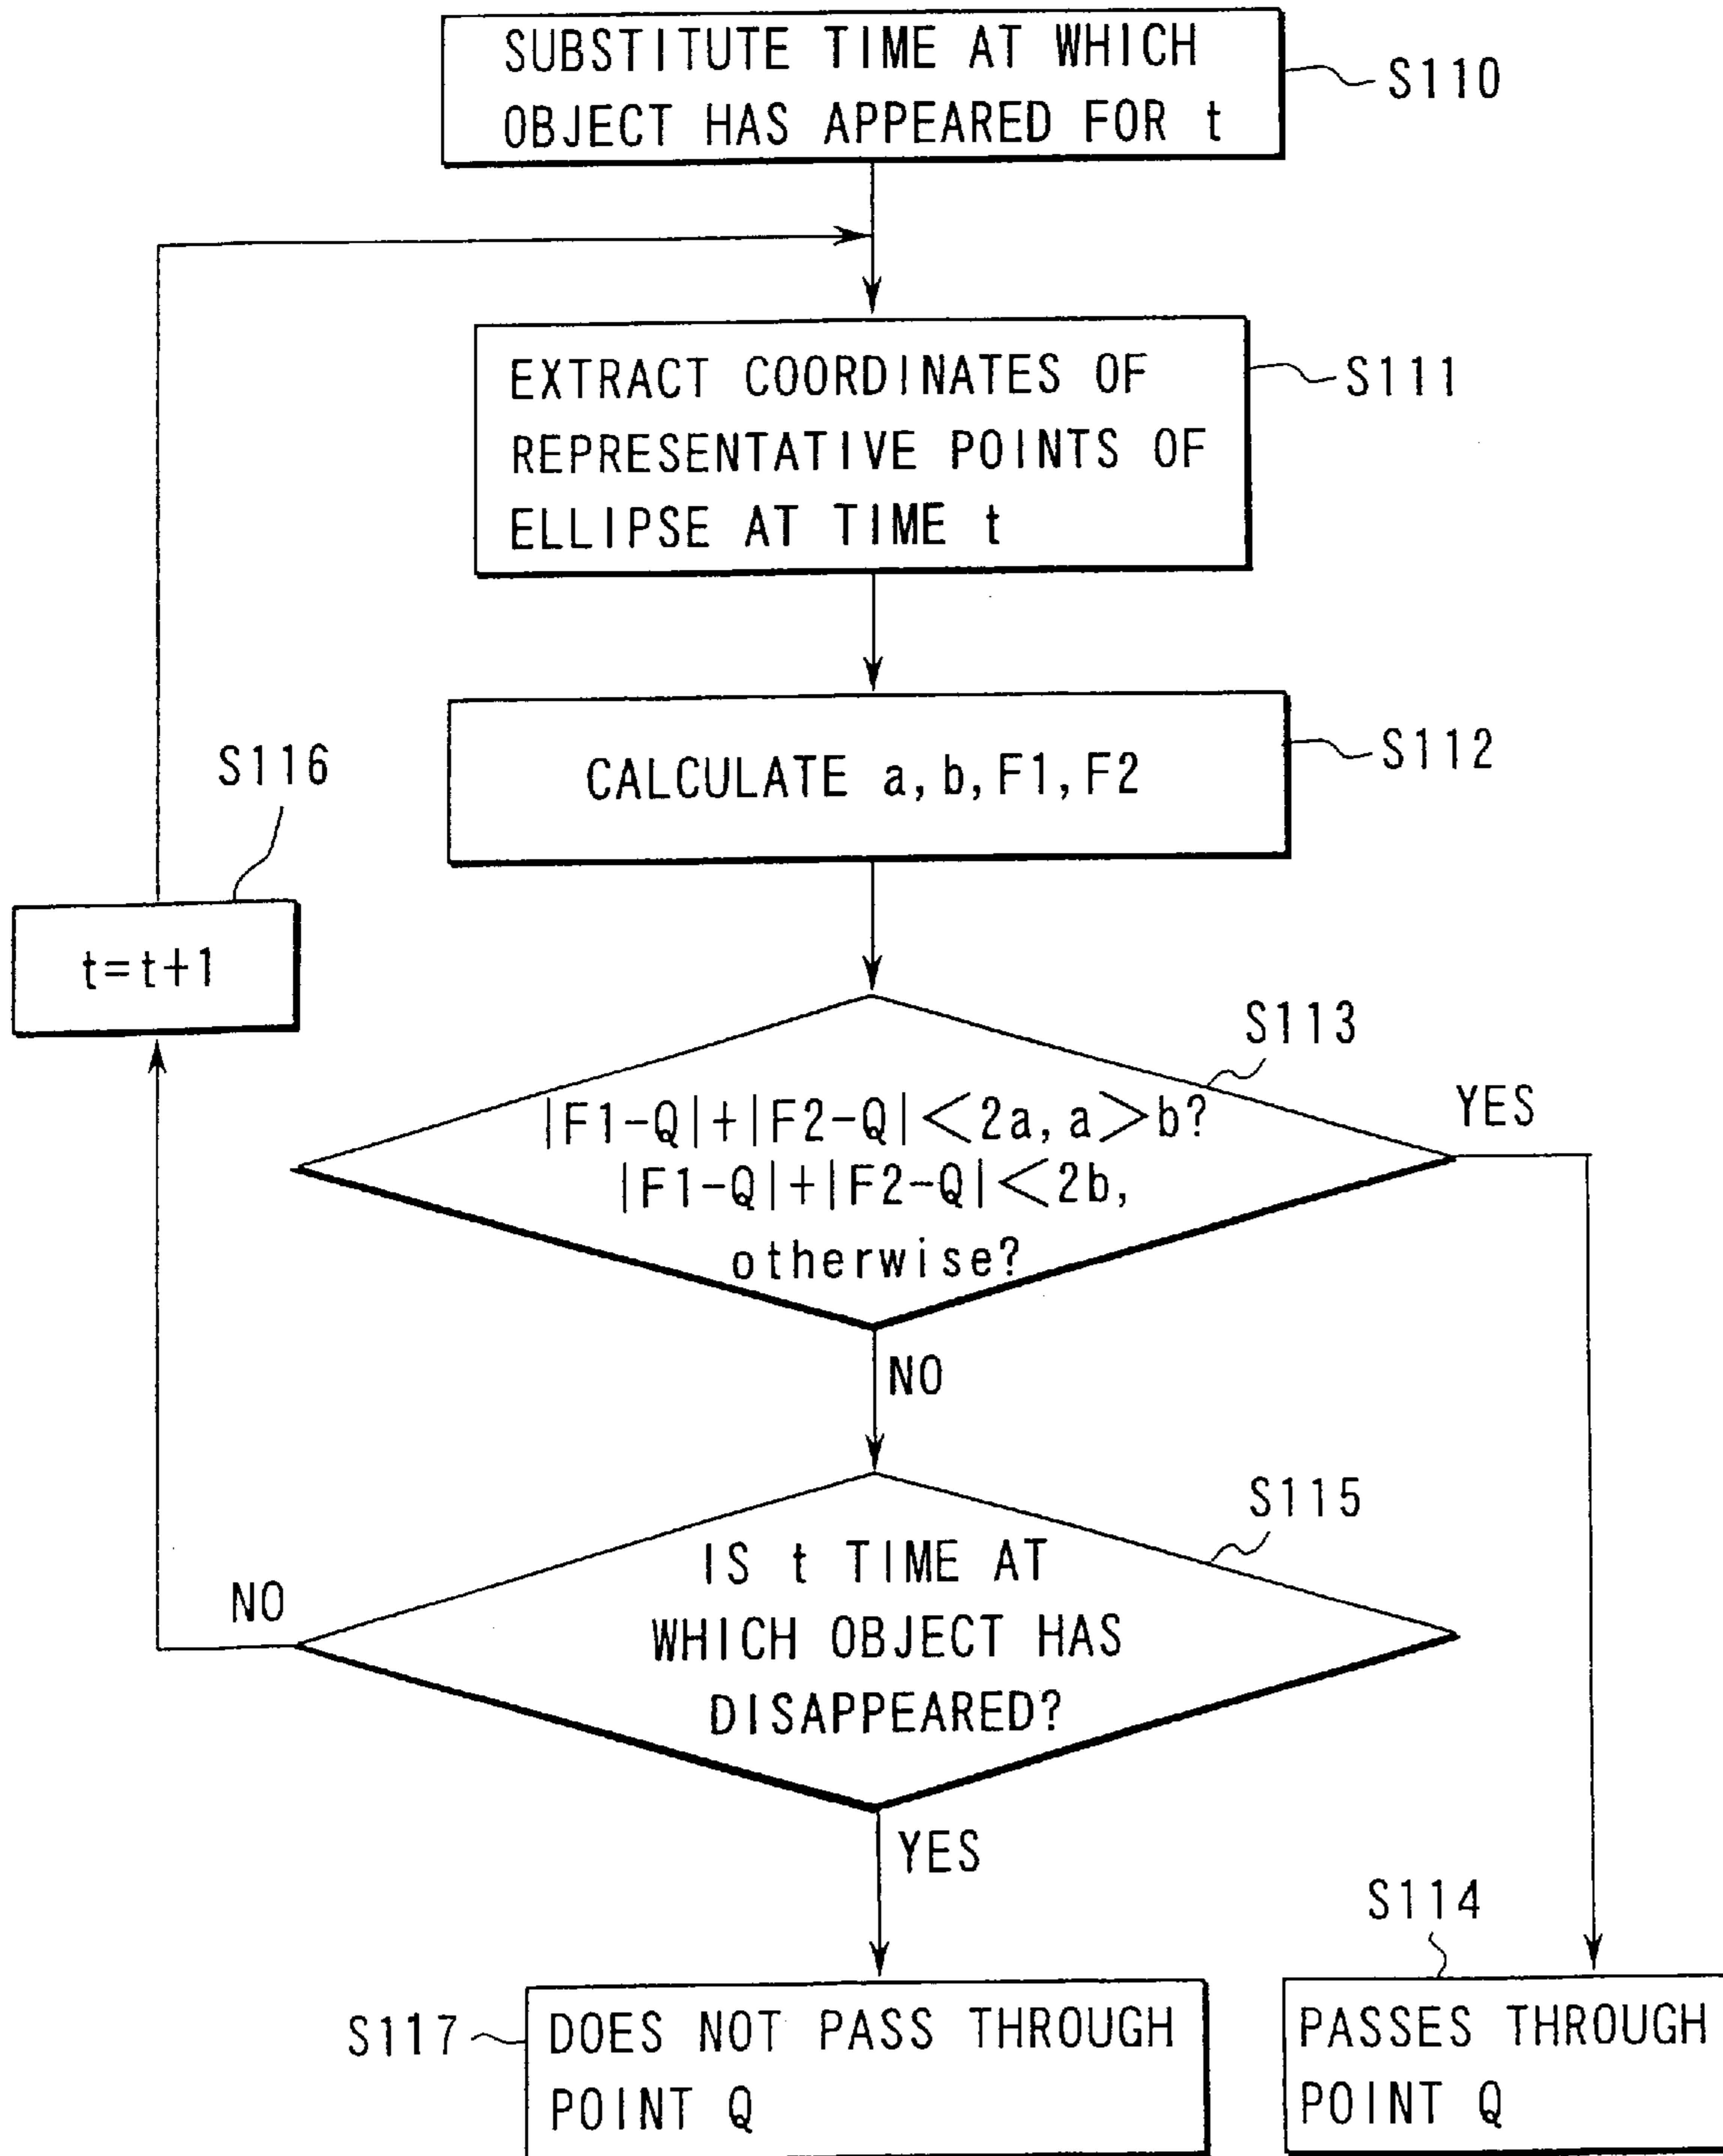 SUBSTITUTE TIME AT WHICH
OBJECT HAS APPEARED FOR t
S110
EXTRACT COORDINATES OF
REPRESENTATIVE POINTS OF
ELLIPSE AT TIME t
S111
CALCULATE a, b, F1, F2
S112
S116
t=t+1
S113
|F1-Q|+|F2-Q|<2a, a>b?
|F1-Q|+|F2-Q|<2b,
otherwise?
YES
NO
S115
IS t TIME AT
WHICH OBJECT HAS
DISAPPEARED?
NO
YES
S114
S117
DOES NOT PASS THROUGH
POINT Q
PASSES THROUGH
POINT Q